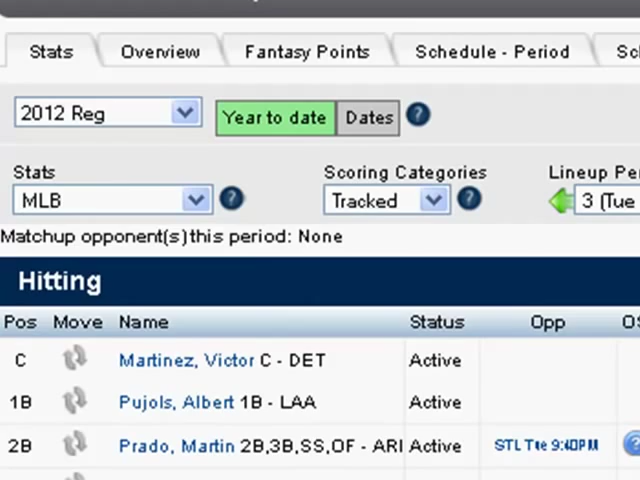 Stats Overview Fantasy Points Schedule - Period
2012 Reg Year to date Dates ?
Stats Scoring Categories Lineup
MLB ? Tracked ? 3 (Tue
Matchup opponent(s) this period: None
Hitting
Pos Move Name Status Opp
C Martinez, Victor C - DET Active
1B Pujols, Albert 1B - LAA Active
2B Prado, Martin 2B,3B,SS,OF - ARI Active STL Tue 9:40PM ?